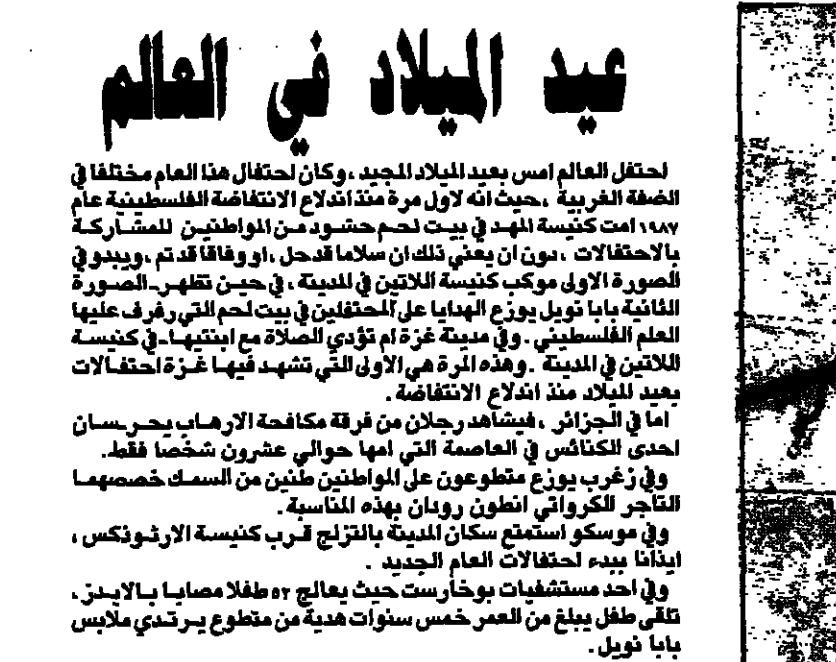 عيد الميلاد في العالم
احتفل العالم امس بعيد الميلاد المجيد ، وكان احتفال هذا العام مختلفا في
الضفة الغربية ، حيث انه لاول مرة منذ اندلاع الانتفاضة الفلسطينية عام
١٩٨٧ امت كنيسة المهد في بيت لحم حشود من المواطنين للمشاركة
بالاحتفالات ، دون ان يعني ذلك ان سلاما قد حل ، او وفاقا قد تم ، ويبدو في
الصورة الاولى موكب كنيسة اللاتين في المدينة ، في حين تظهر الصورة
الثانية بابا نويل يوزع الهدايا على المحتفلين في بيت لحم التي رفرف عليها
العلم الفلسطيني . وفي مدينة غزة ام تؤدي الصلاة مع ابنتيها في كنيسة
اللاتين في المدينة . وهذه المرة هي الاولى التي تشهد فيها غزة احتفالات
بعيد الميلاد منذ اندلاع الانتفاضة .
اما في الجزائر ، فيشاهد رجلان من فرقة مكافحة الارهاب يحرسان
احدى الكنائس في العاصمة التي امها حوالي عشرون شخصا فقط .
وفي زغرب يوزع متطوعون على المواطنين طنين من السمك خصصهما
التاجر الكرواتي انطون رودان بهذه المناسبة .
وفي موسكو استمتع سكان المدينة بالتزلج قرب كنيسة الارثوذكس ،
ايذانا ببدء احتفالات العام الجديد .
وفي احد مستشفيات بوخارست حيث يعالج ٥٢ طفلا مصابا بالايدز ،
تلقى طفل يبلغ من العمر خمس سنوات هدية من متطوع يرتدي ملابس
بابا نويل .